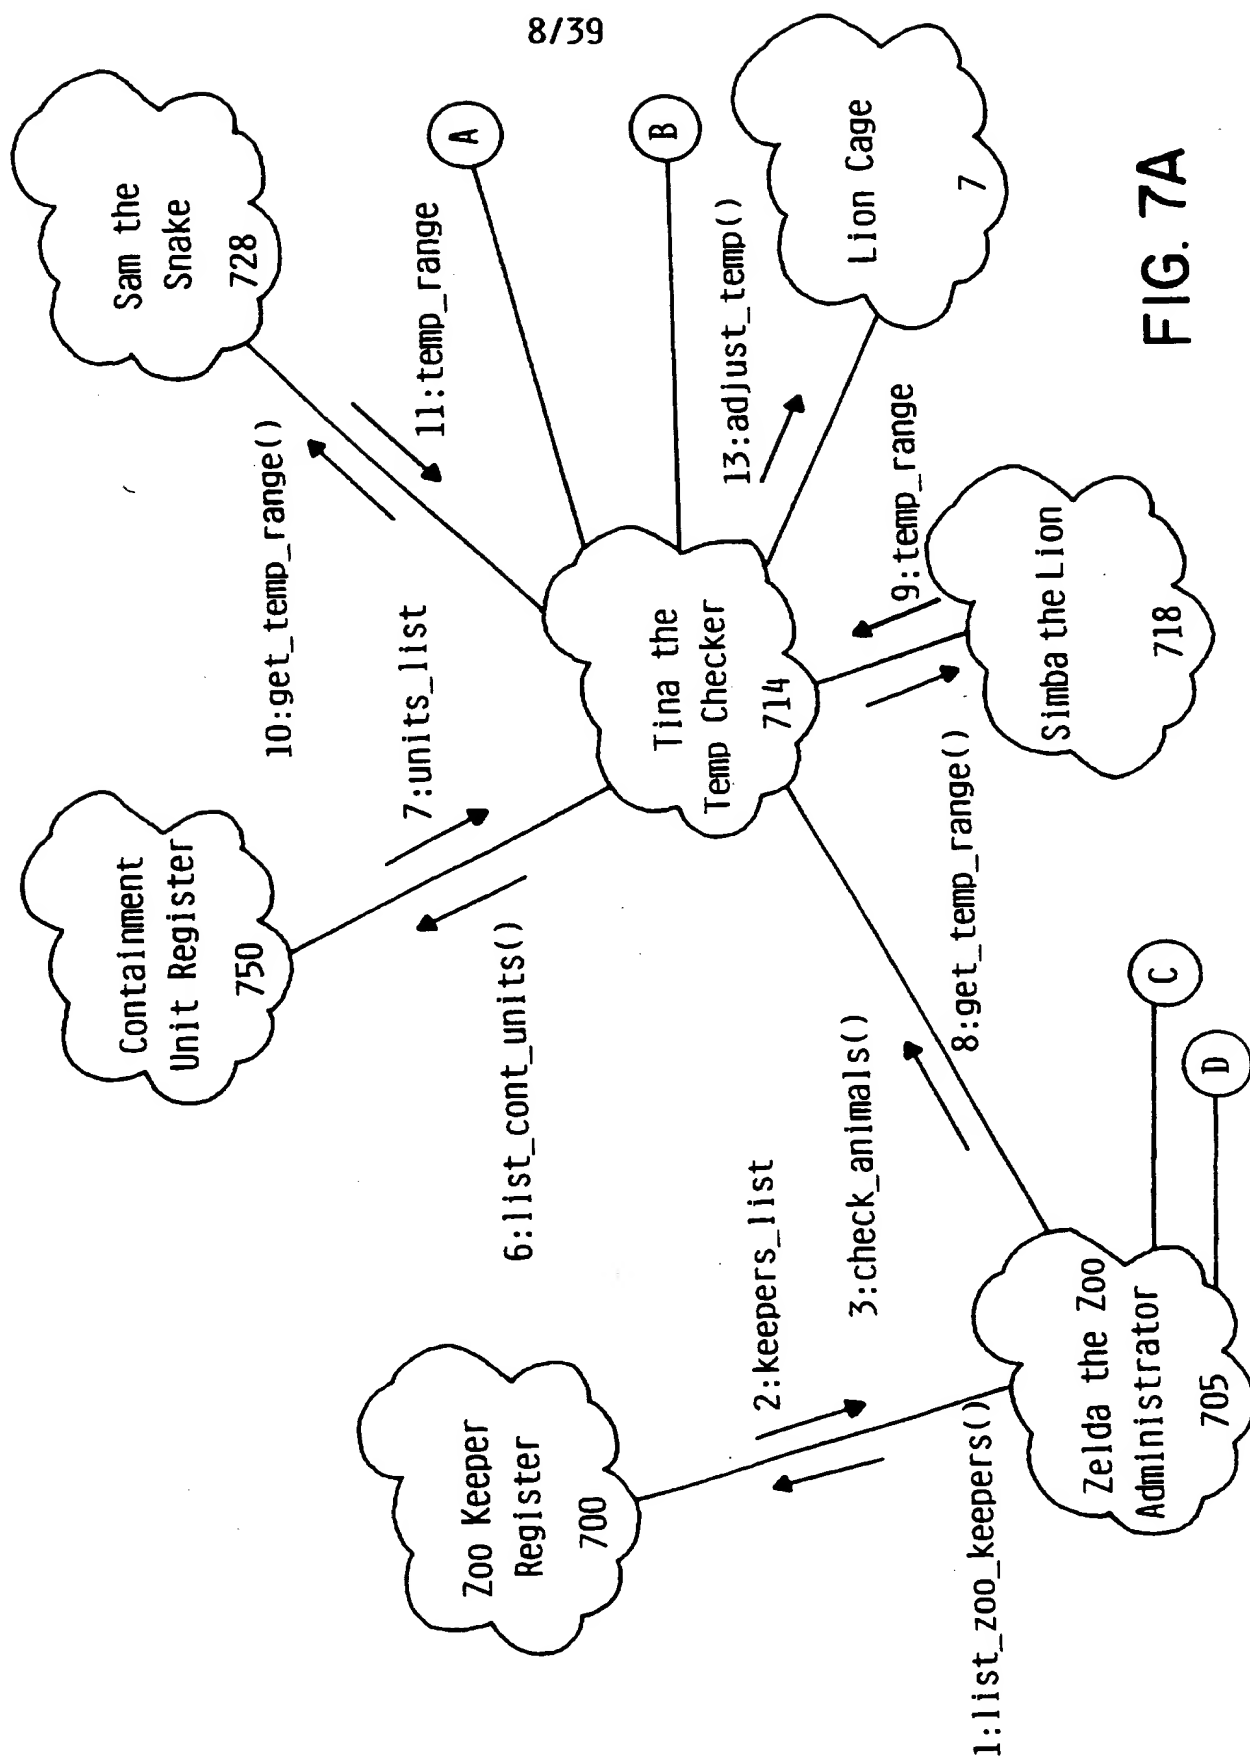 8/39
Zoo Keeper
Register
700
Containment
Unit Register
750
Sam the
Snake
728
1:list_zoo_keepers()
2:keepers_list
3:check_animals()
6:list_cont_units()
7:units_list
10:get_temp_range()
11:temp_range
A
B
Tina the
Temp Checker
714
13:adjust_temp()
Lion Cage
7
8:get_temp_range()
9:temp_range
Simba the Lion
718
Zelda the Zoo
Administrator
705
C
D
FIG. 7A